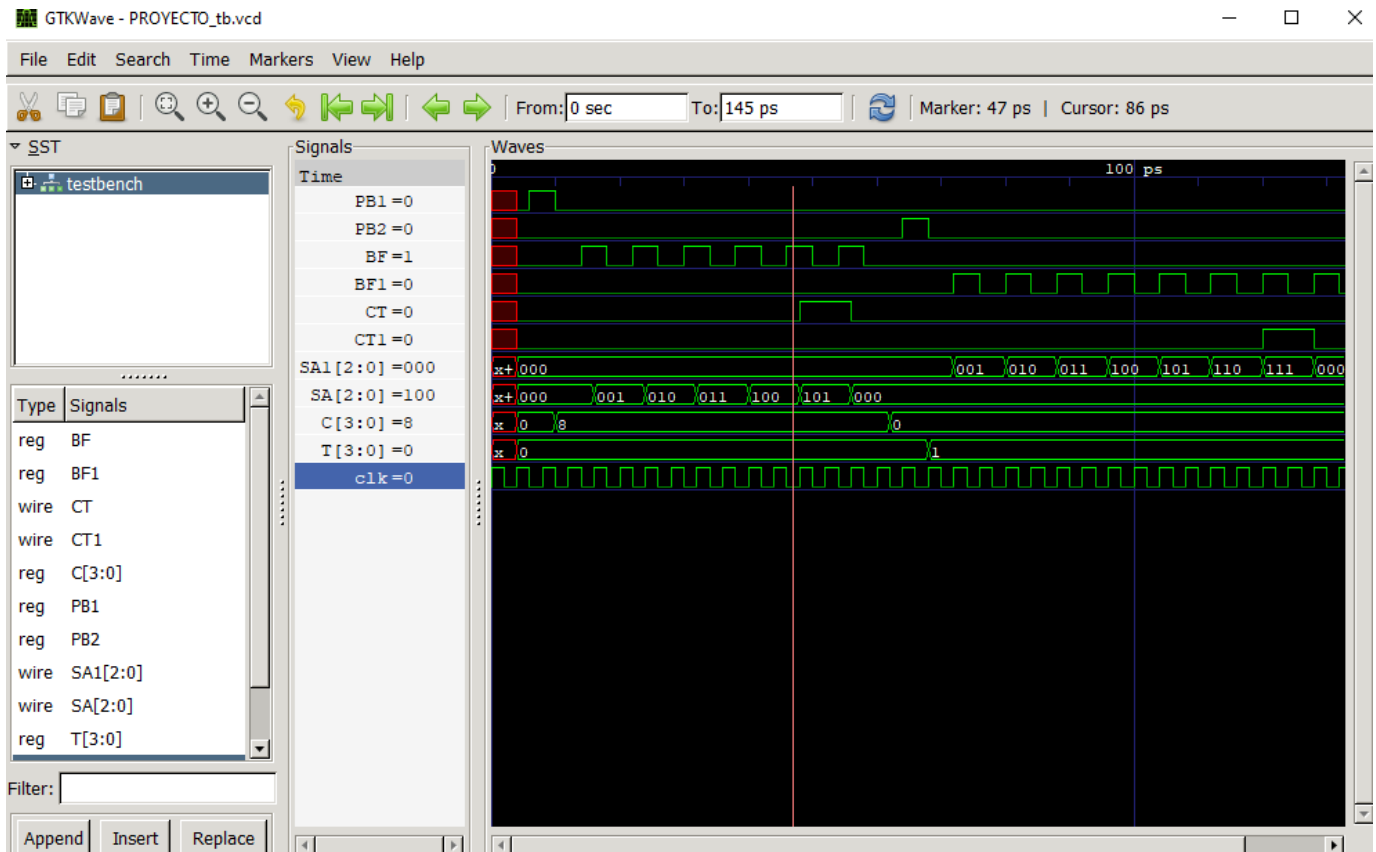 GTKWave - PROYECTO_tb.vcd
File Edit Search Time Markers View Help
From: 0 sec To: 145 ps Marker: 47 ps | Cursor: 86 ps
SST
testbench
Type Signals
reg BF
reg BF1
wire CT
wire CT1
reg C[3:0]
reg PB1
reg PB2
wire SA1[2:0]
wire SA[2:0]
reg T[3:0]
Filter:
Append Insert Replace
Signals
Time
PB1 =0
PB2 =0
BF =1
BF1 =0
CT =0
CT1 =0
SA1[2:0] =000
SA[2:0] =100
C[3:0] =8
T[3:0] =0
clk =0
Waves
0 100 ps
x+ 000 001 010 011 100 101 110 111 000
x+ 000 001 010 011 100 101 000
x 0 8 0
x 0 1